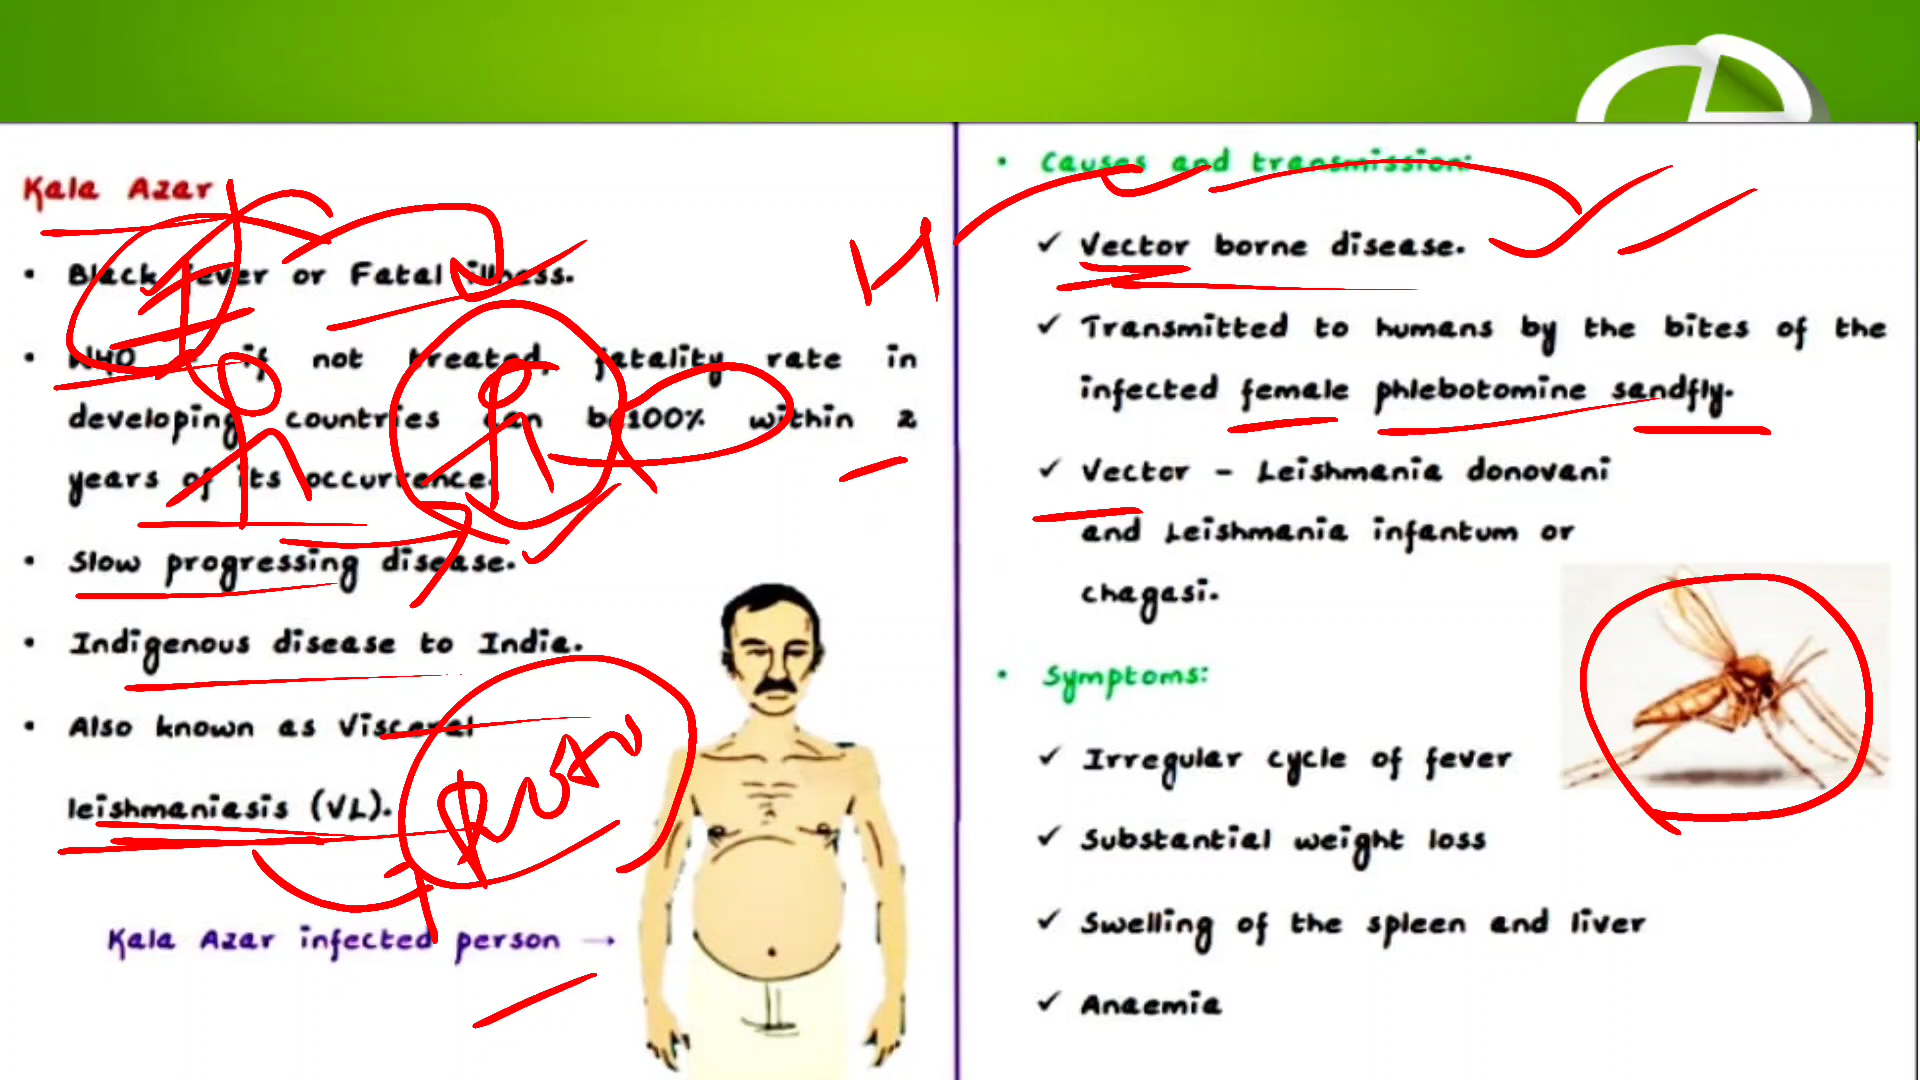 Kala Azar
• Black fever or Fatal illness.
• WHO - if not treated, fatality rate in
developing countries can be 100% within 2
years of its occurrence.
• Slow progressing disease.
• Indigenous disease to India.
• Also known as Visceral
leishmaniasis (VL).
Kala Azar infected person →
• Causes and transmission:
✓ Vector borne disease.
✓ Transmitted to humans by the bites of the
infected female phlebotomine sandfly.
✓ Vector - Leishmania donovani
and Leishmania infantum or
chagasi.
• Symptoms:
✓ Irregular cycle of fever
✓ Substantial weight loss
✓ Swelling of the spleen and liver
✓ Anaemia